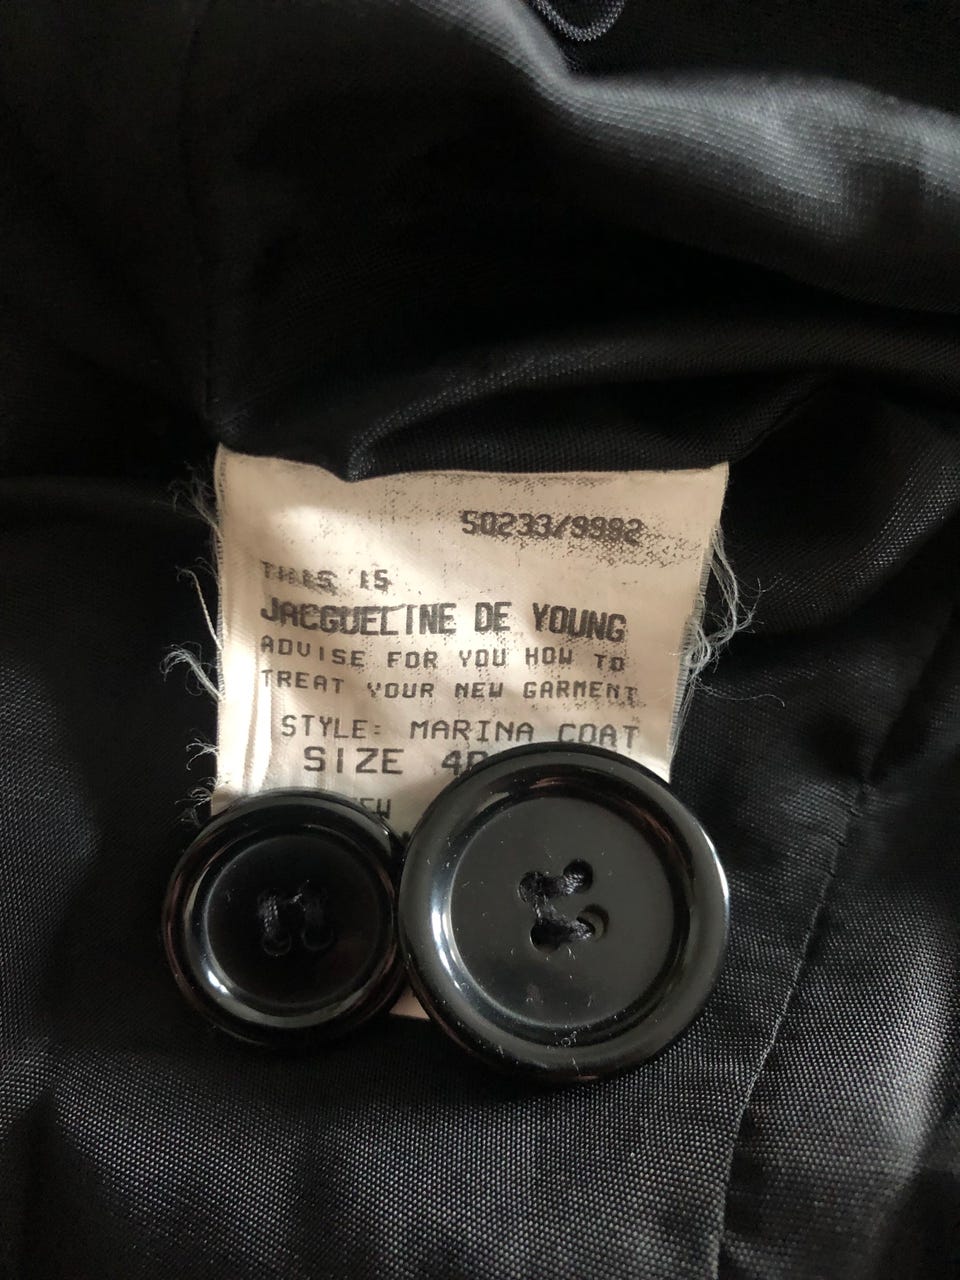 50233/9992
THIS IS
JACQUELINE DE YOUNG
ADVISE FOR YOU HOW TO
TREAT YOUR NEW GARMENT
STYLE: MARINA COAT
SIZE